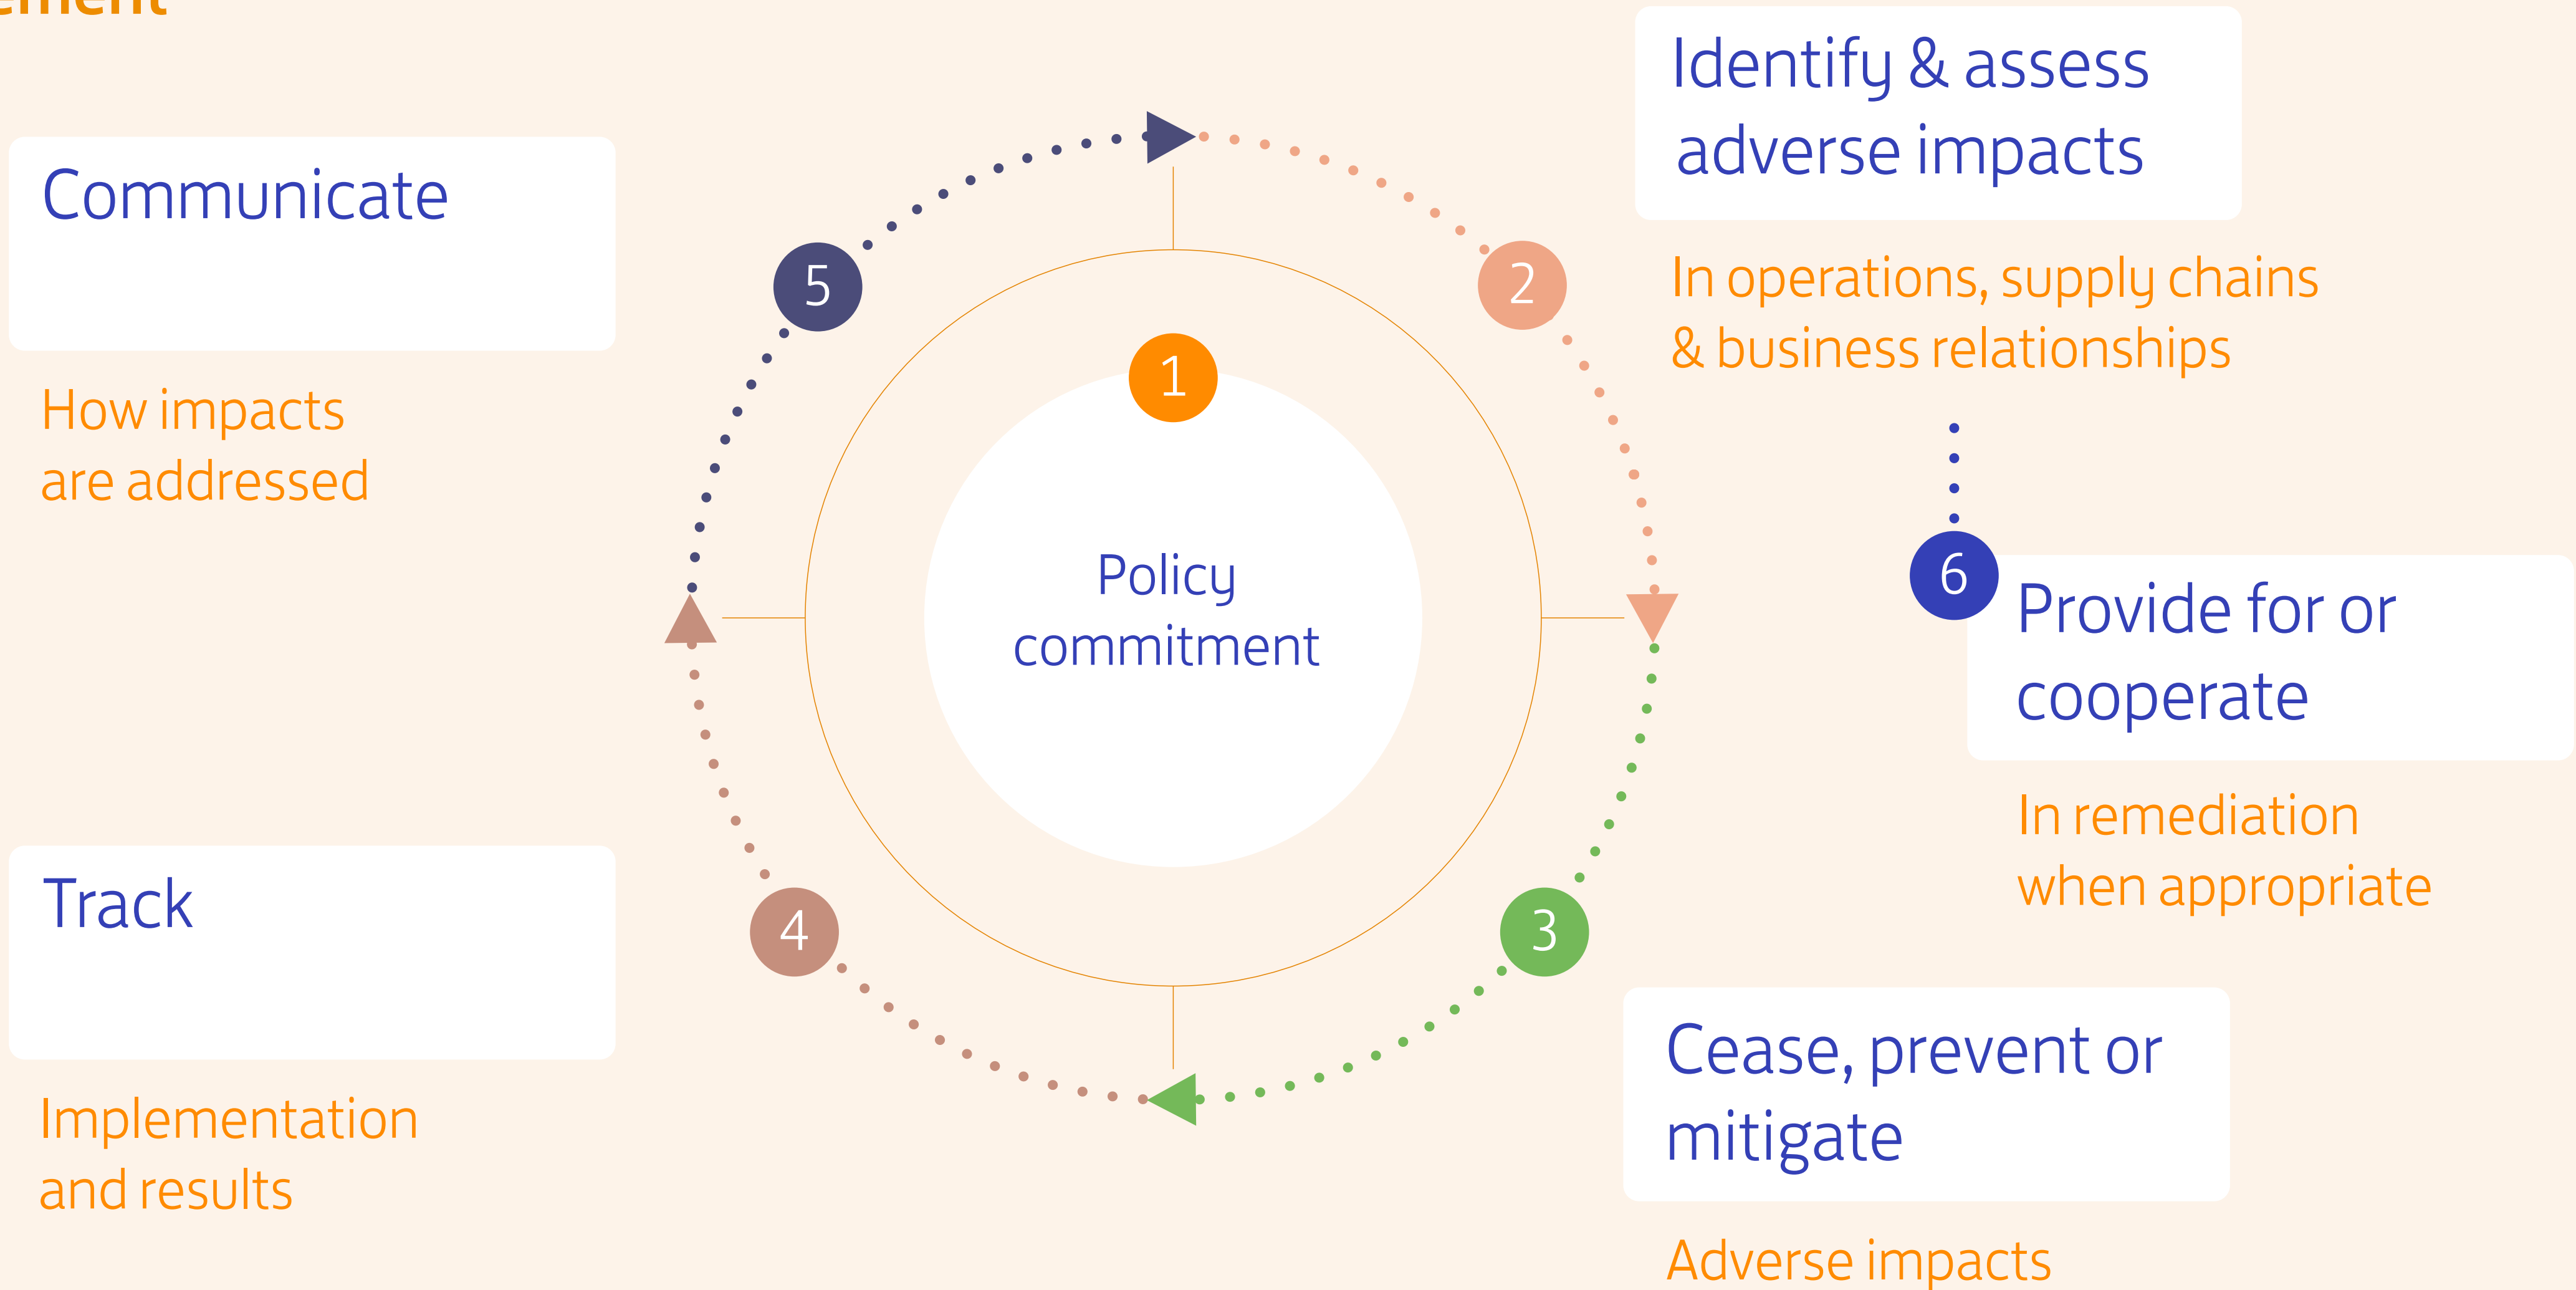 Communicate
How impacts
are addressed
5
1
Policy
commitment
2
Identify & assess
adverse impacts
In operations, supply chains
& business relationships
6
Provide for or
cooperate
In remediation
when appropriate
Track
Implementation
and results
4
3
Cease, prevent or
mitigate
Adverse impacts